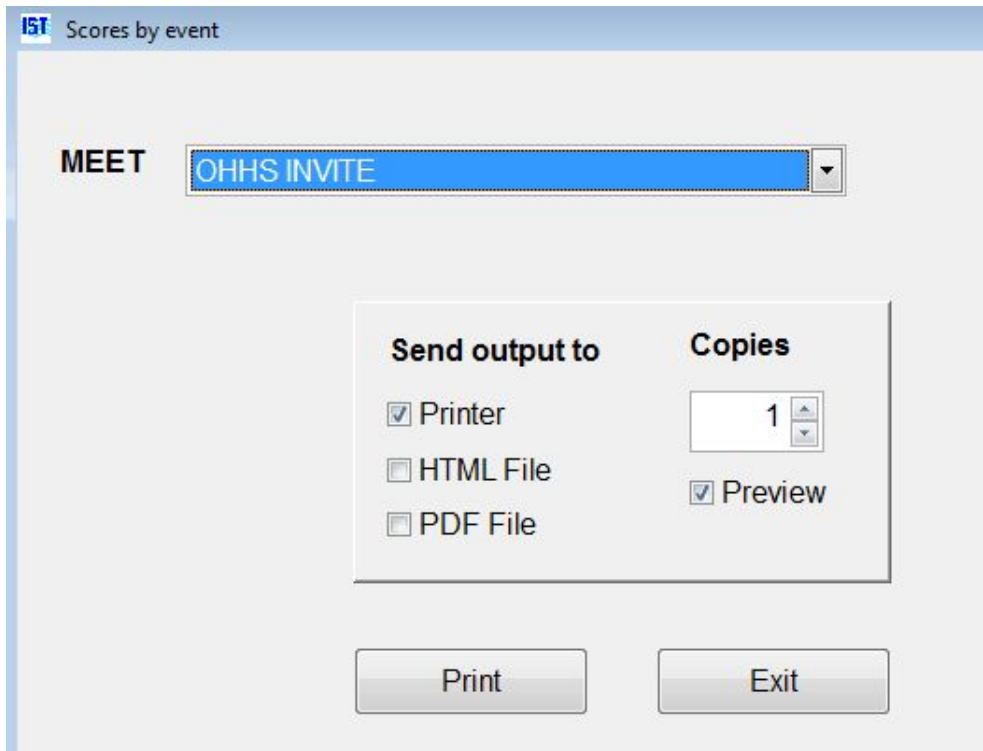 IST Scores by event
MEET OHHS INVITE
Send output to Copies
Printer 1
HTML File
Preview
PDF File
Print Exit